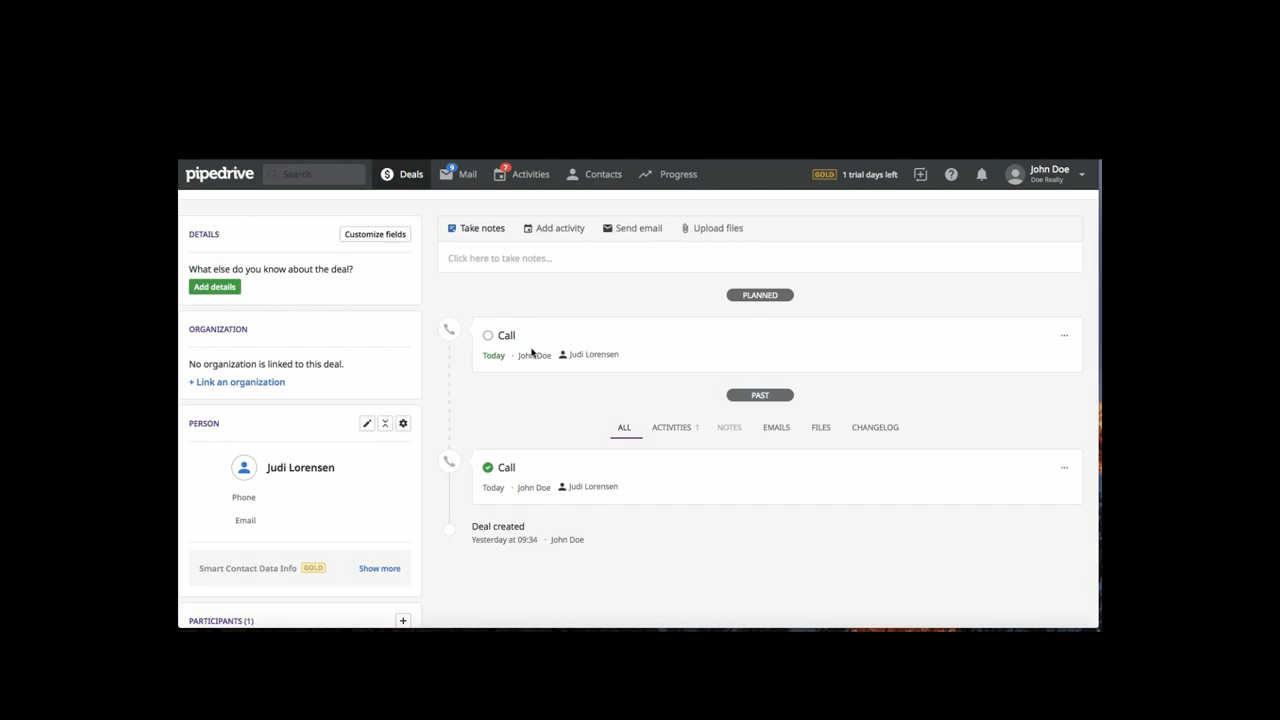 pipedrive Search Deals 9 Mail 7 Activities Contacts Progress GOLD 1 trial days left John Doe
Doe Realty
DETAILS Customize fields
What else do you know about the deal?
Add details
ORGANIZATION
No organization is linked to this deal.
+ Link an organization
PERSON
Judi Lorensen
Phone
Email
Smart Contact Data Info GOLD Show more
PARTICIPANTS (1) +
Take notes Add activity Send email Upload files
Click here to take notes...
PLANNED
Call ...
Today · John Doe Judi Lorensen
PAST
ALL ACTIVITIES 1 NOTES EMAILS FILES CHANGELOG
Call ...
Today · John Doe Judi Lorensen
Deal created
Yesterday at 09:34 · John Doe